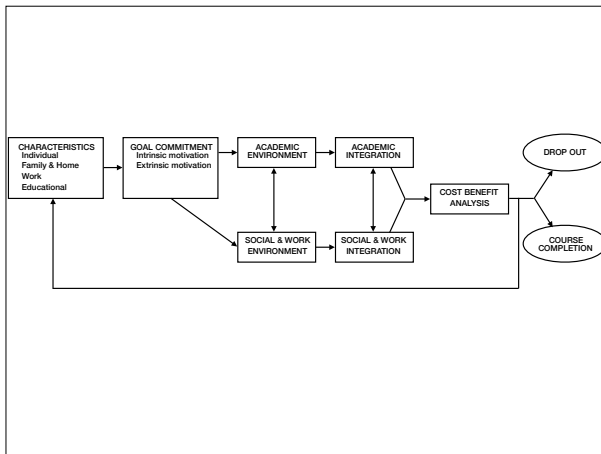 CHARACTERISTICS
Individual
Family & Home
Work
Educational
GOAL COMMITMENT
Intrinsic motivation
Extrinsic motivation
ACADEMIC
ENVIRONMENT
ACADEMIC
INTEGRATION
SOCIAL & WORK
ENVIRONMENT
SOCIAL & WORK
INTEGRATION
COST BENEFIT
ANALYSIS
DROP OUT
COURSE
COMPLETION